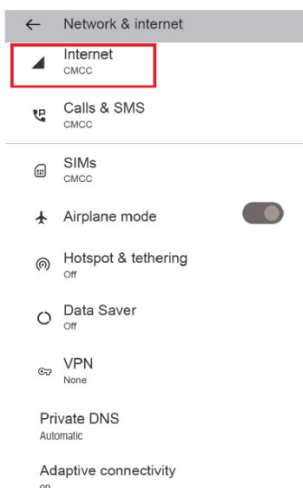 Network & internet
Internet
CMCC
Calls & SMS
CMCC
SIMs
CMCC
Airplane mode
Hotspot & tethering
Off
Data Saver
Off
VPN
None
Private DNS
Automatic
Adaptive connectivity
on